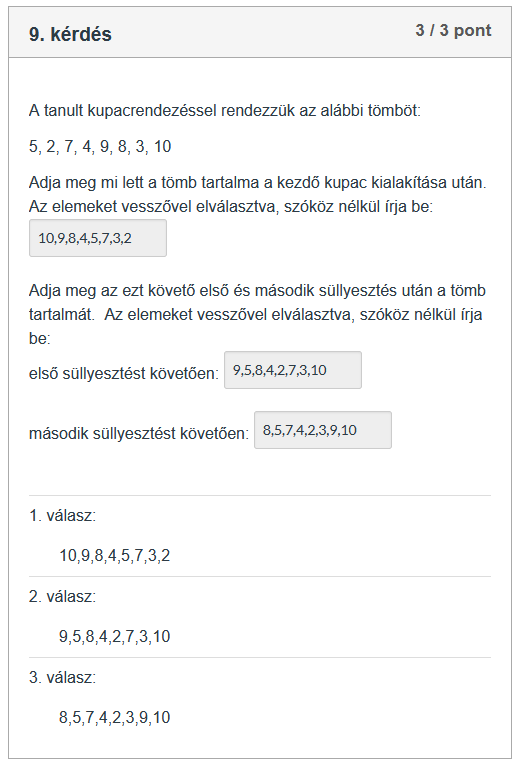 9. kérdés
3 / 3 pont
A tanult kupacrendezéssel rendezzük az alábbi tömböt:
5, 2, 7, 4, 9, 8, 3, 10
Adja meg mi lett a tömb tartalma a kezdő kupac kialakítása után.
Az elemeket vesszővel elválasztva, szóköz nélkül írja be:
10,9,8,4,5,7,3,2
Adja meg az ezt követő első és második süllyesztés után a tömb
tartalmát.  Az elemeket vesszővel elválasztva, szóköz nélkül írja
be:
első süllyesztést követően: 9,5,8,4,2,7,3,10
második süllyesztést követően: 8,5,7,4,2,3,9,10
1. válasz:
10,9,8,4,5,7,3,2
2. válasz:
9,5,8,4,2,7,3,10
3. válasz:
8,5,7,4,2,3,9,10